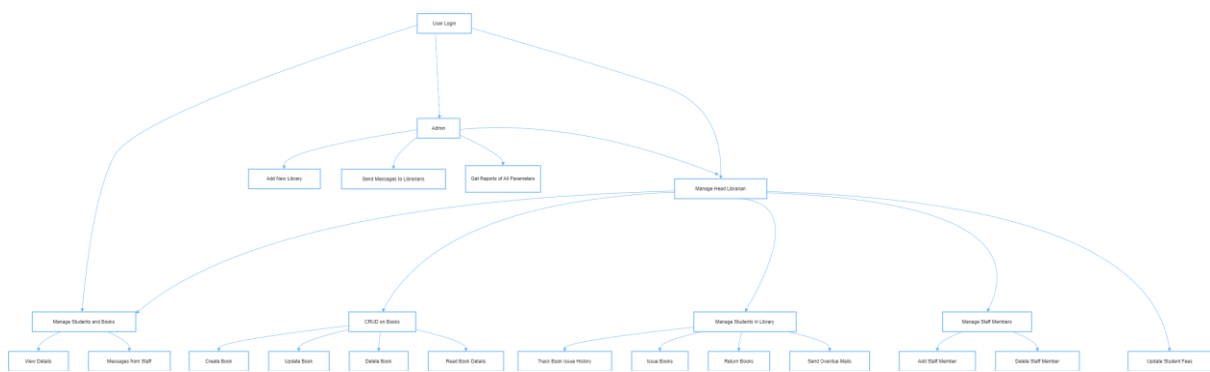 User Login
Admin
Add New Library
Send Messages to Librarians
Get Reports of All Parameters
Manage Head Librarian
Manage Students and Books
CRUD on Books
Manage Students in Library
Manage Staff Members
View Details
Messages from Staff
Create Book
Update Book
Delete Book
Read Book Details
Track Book Issue History
Issue Books
Return Books
Send Overdue Mails
Add Staff Member
Delete Staff Member
Update Student Fees